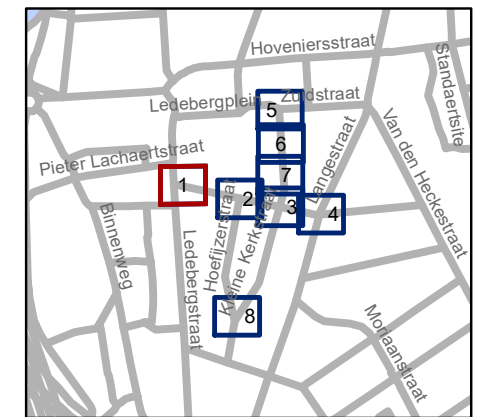 Hoveniersstraat
Standaertsite
Ledebergplein
Zuidstraat
5
6
Pieter Lachaertstraat
Langestraat
Van den Heckestraat
7
1
2
3
4
Binnenweg
Ledebergstraat
Hoefijzerstraat
Kleine Kerkstraat
8
Moriaanstraat